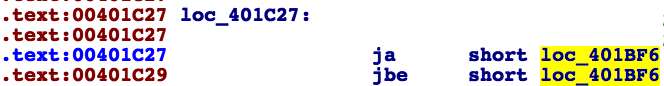 .text:00401C27 loc_401C27:
.text:00401C27
.text:00401C27 ja short loc_401BF6
.text:00401C29 jbe short loc_401BF6